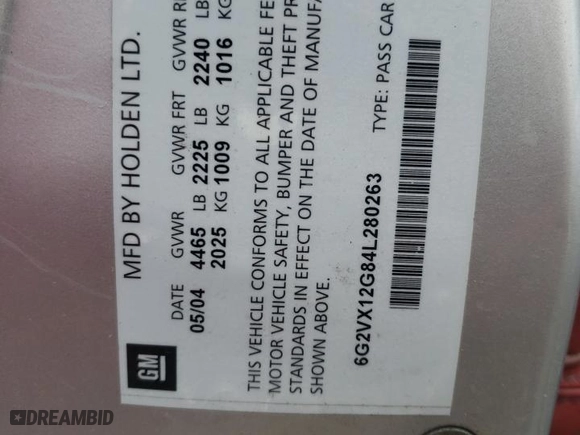 GM
MFD BY HOLDEN LTD.
DATE GVWR GVWR FRT GVWR
05/04 4465 LB 2225 LB 2240 LB
2025 KG 1009 KG 1016 KG
THIS VEHICLE CONFORMS TO ALL APPLICABLE
MOTOR VEHICLE SAFETY, BUMPER AND THEFT
STANDARDS IN EFFECT ON THE DATE OF
SHOWN ABOVE.
6G2VX12G84L280263 TYPE: PASS CAR
DREAMBID